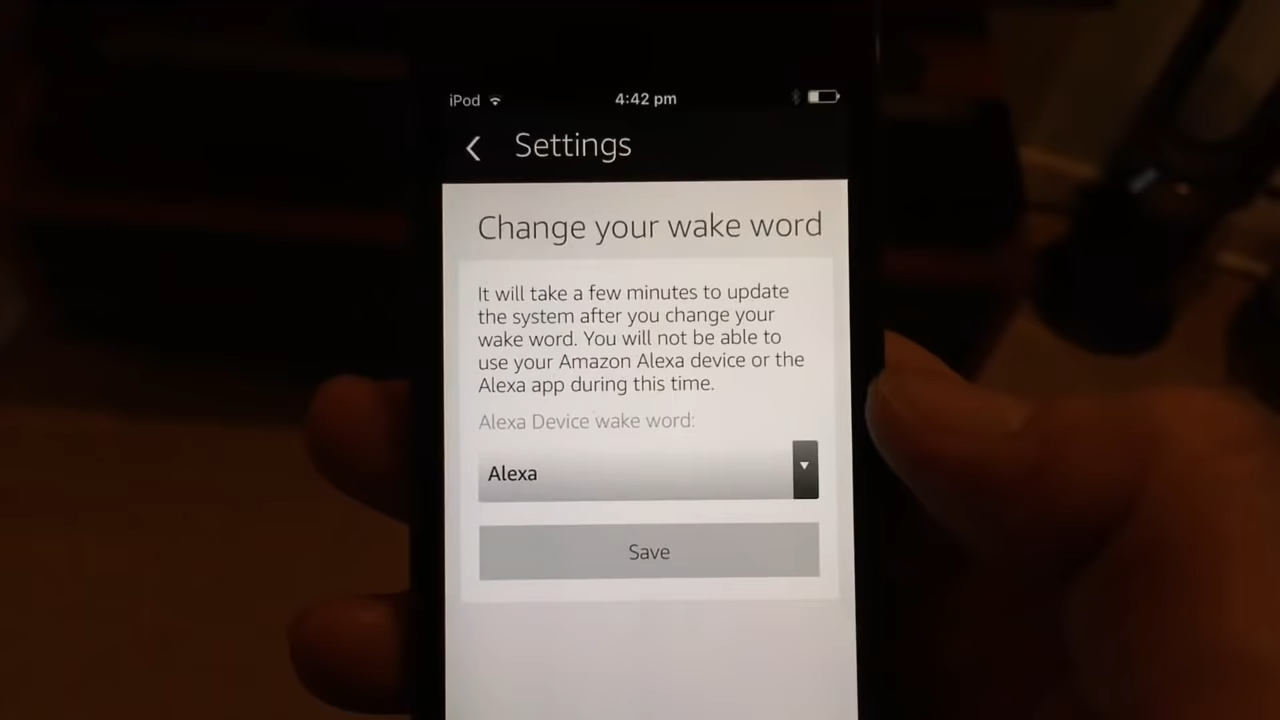 iPod 4:42 pm
Settings
Change your wake word
It will take a few minutes to update
the system after you change your
wake word. You will not be able to
use your Amazon Alexa device or the
Alexa app during this time.
Alexa Device wake word:
Alexa
Save